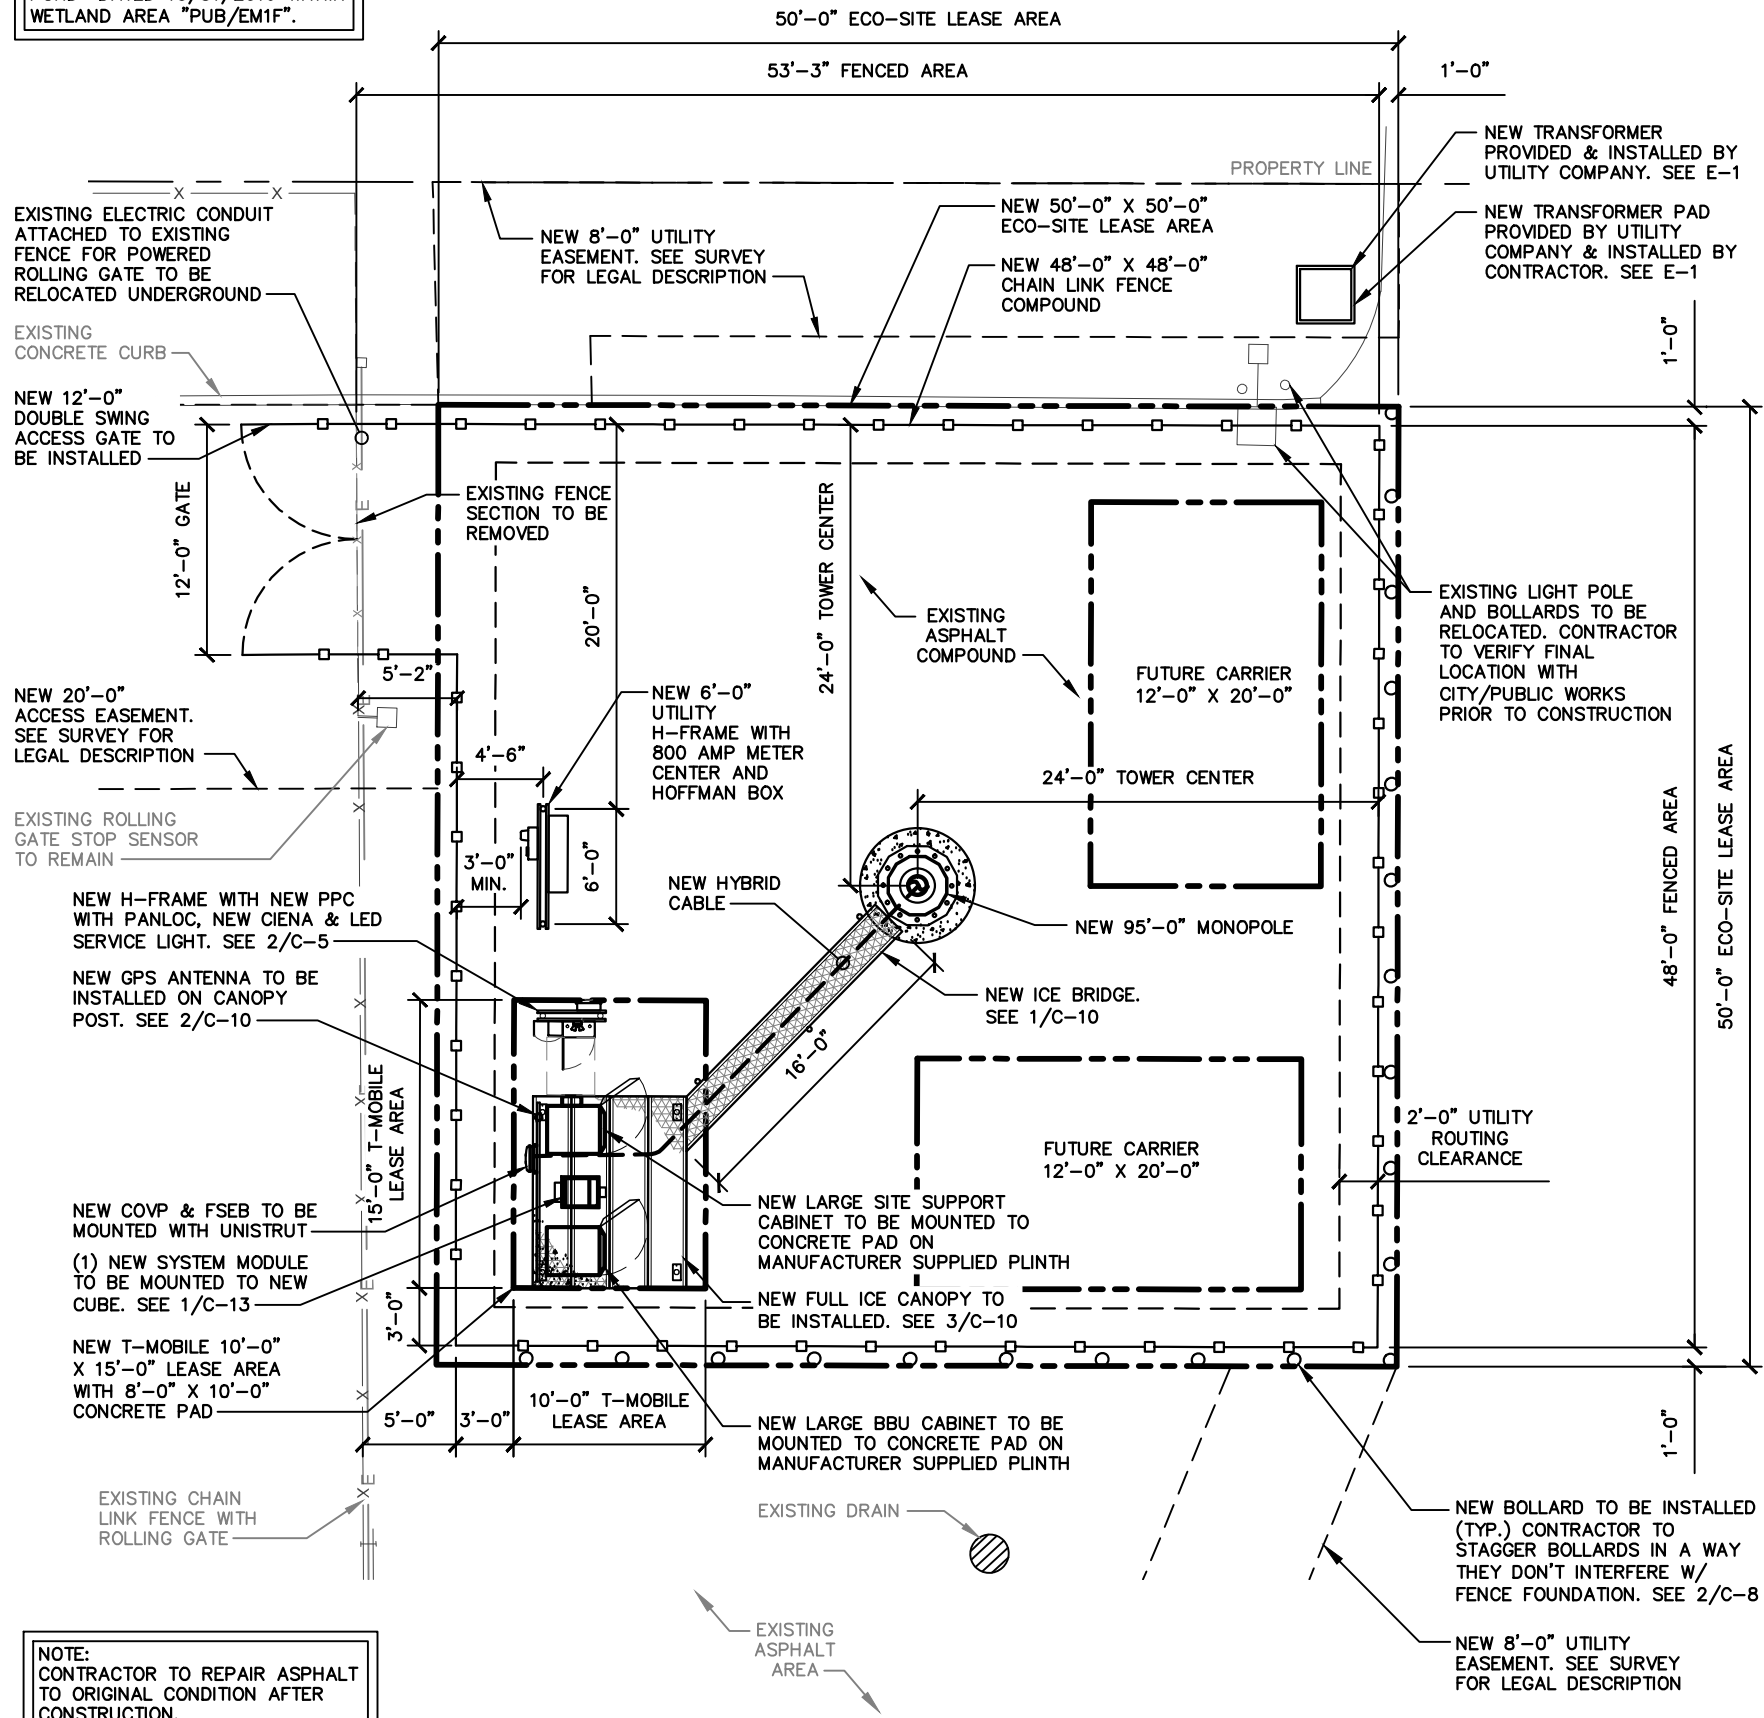 WETLAND AREA "PUB/EM1F".
50'-0" ECO-SITE LEASE AREA
53'-3" FENCED AREA
1'-0"
PROPERTY LINE
NEW TRANSFORMER
PROVIDED & INSTALLED BY
UTILITY COMPANY. SEE E-1
NEW TRANSFORMER PAD
PROVIDED BY UTILITY
COMPANY & INSTALLED BY
CONTRACTOR. SEE E-1
EXISTING ELECTRIC CONDUIT
ATTACHED TO EXISTING
FENCE FOR POWERED
ROLLING GATE TO BE
RELOCATED UNDERGROUND
NEW 8'-0" UTILITY
EASEMENT. SEE SURVEY
FOR LEGAL DESCRIPTION
NEW 50'-0" X 50'-0"
ECO-SITE LEASE AREA
NEW 48'-0" X 48'-0"
CHAIN LINK FENCE
COMPOUND
1'-0"
EXISTING
CONCRETE CURB
NEW 12'-0"
DOUBLE SWING
ACCESS GATE TO
BE INSTALLED
12'-0" GATE
EXISTING FENCE
SECTION TO BE
REMOVED
20'-0"
24'-0" TOWER CENTER
EXISTING
ASPHALT
COMPOUND
FUTURE CARRIER
12'-0" X 20'-0"
EXISTING LIGHT POLE
AND BOLLARDS TO BE
RELOCATED. CONTRACTOR
TO VERIFY FINAL
LOCATION WITH
CITY/PUBLIC WORKS
PRIOR TO CONSTRUCTION
5'-2"
NEW 20'-0"
ACCESS EASEMENT.
SEE SURVEY FOR
LEGAL DESCRIPTION
NEW 6'-0"
UTILITY
H-FRAME WITH
800 AMP METER
CENTER AND
HOFFMAN BOX
4'-6"
24'-0" TOWER CENTER
EXISTING ROLLING
GATE STOP SENSOR
TO REMAIN
3'-0"
MIN.
6'-0"
NEW HYBRID
CABLE
NEW 95'-0" MONOPOLE
48'-0" FENCED AREA
50'-0" ECO-SITE LEASE AREA
NEW H-FRAME WITH NEW PPC
WITH PANLOC, NEW CIENA & LED
SERVICE LIGHT. SEE 2/C-5
NEW GPS ANTENNA TO BE
INSTALLED ON CANOPY
POST. SEE 2/C-10
NEW ICE BRIDGE.
SEE 1/C-10
16'-0"
15'-0" T-MOBILE
LEASE AREA
FUTURE CARRIER
12'-0" X 20'-0"
2'-0" UTILITY
ROUTING
CLEARANCE
NEW COVP & FSEB TO BE
MOUNTED WITH UNISTRUT
(1) NEW SYSTEM MODULE
TO BE MOUNTED TO NEW
CUBE. SEE 1/C-13
NEW LARGE SITE SUPPORT
CABINET TO BE MOUNTED TO
CONCRETE PAD ON
MANUFACTURER SUPPLIED PLINTH
NEW FULL ICE CANOPY TO
BE INSTALLED. SEE 3/C-10
3'-0"
NEW T-MOBILE 10'-0"
X 15'-0" LEASE AREA
WITH 8'-0" X 10'-0"
CONCRETE PAD
5'-0"
3'-0"
10'-0" T-MOBILE
LEASE AREA
NEW LARGE BBU CABINET TO BE
MOUNTED TO CONCRETE PAD ON
MANUFACTURER SUPPLIED PLINTH
1'-0"
EXISTING CHAIN
LINK FENCE WITH
ROLLING GATE
EXISTING DRAIN
NEW BOLLARD TO BE INSTALLED
(TYP.) CONTRACTOR TO
STAGGER BOLLARDS IN A WAY
THEY DON'T INTERFERE W/
FENCE FOUNDATION. SEE 2/C-8
EXISTING
ASPHALT
AREA
NEW 8'-0" UTILITY
EASEMENT. SEE SURVEY
FOR LEGAL DESCRIPTION
NOTE:
CONTRACTOR TO REPAIR ASPHALT
TO ORIGINAL CONDITION AFTER
CONSTRUCTION.